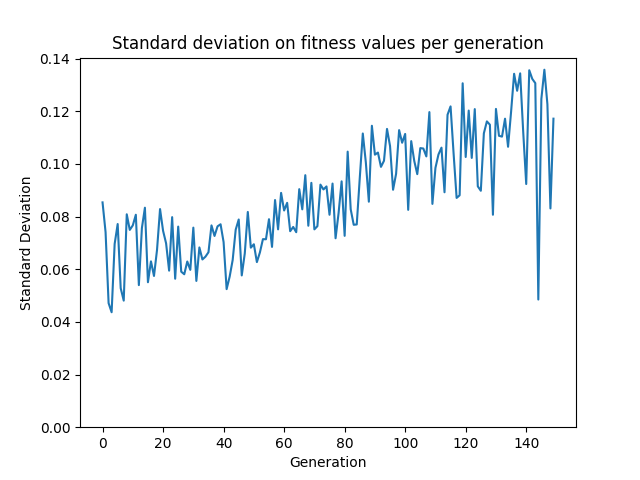 Standard deviation on fitness values per generation
0.14
0.12
0.10
0.08
0.06
0.04
0.02
0.00
Standard Deviation
0 20 40 60 80 100 120 140
Generation